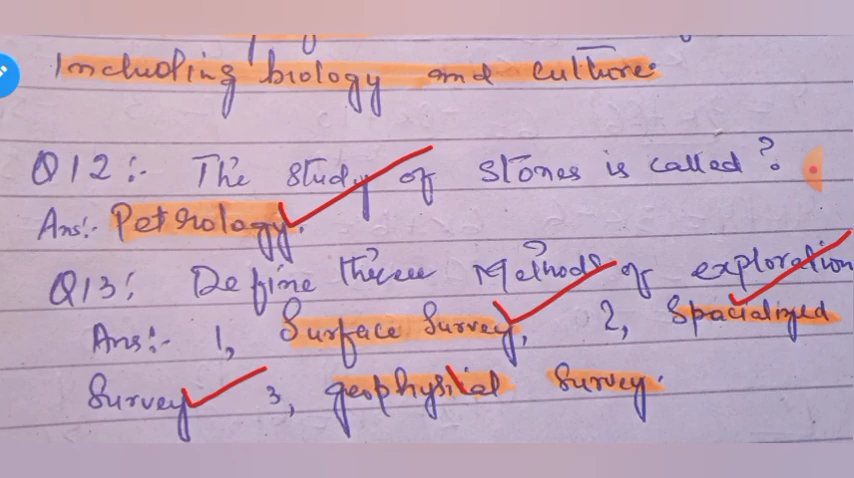 Including biology and culture.
Q12:- The study of stones is called?
Ans:- Petrology.
Q13: Define three Methods of exploration
Ans:- 1, Surface Survey, 2, Spacialized
Survey 3, geophysical Survey.